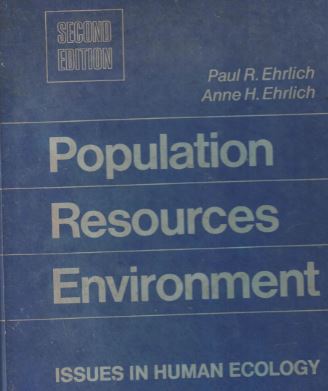 SECOND
EDITION
Paul R. Ehrlich
Anne H. Ehrlich
Population
Resources
Environment
ISSUES IN HUMAN ECOLOGY